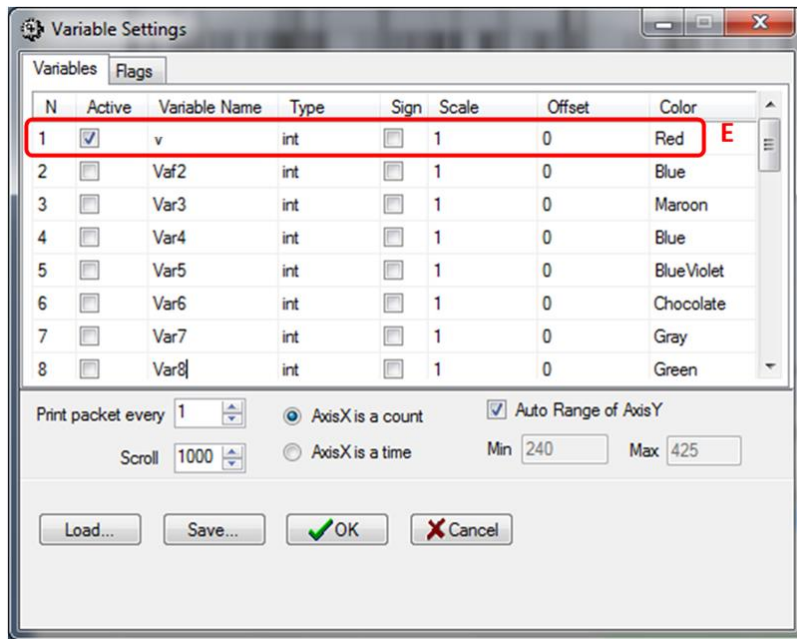 Variable Settings
Variables Flags
N Active Variable Name Type Sign Scale Offset Color
1 v int 1 0 Red E
2 Vaf2 int 1 0 Blue
3 Var3 int 1 0 Maroon
4 Var4 int 1 0 Blue
5 Var5 int 1 0 BlueViolet
6 Var6 int 1 0 Chocolate
7 Var7 int 1 0 Gray
8 Var8 int 1 0 Green
Print packet every 1 AxisX is a count Auto Range of AxisY
Scroll 1000 AxisX is a time Min 240 Max 425
Load... Save... OK Cancel